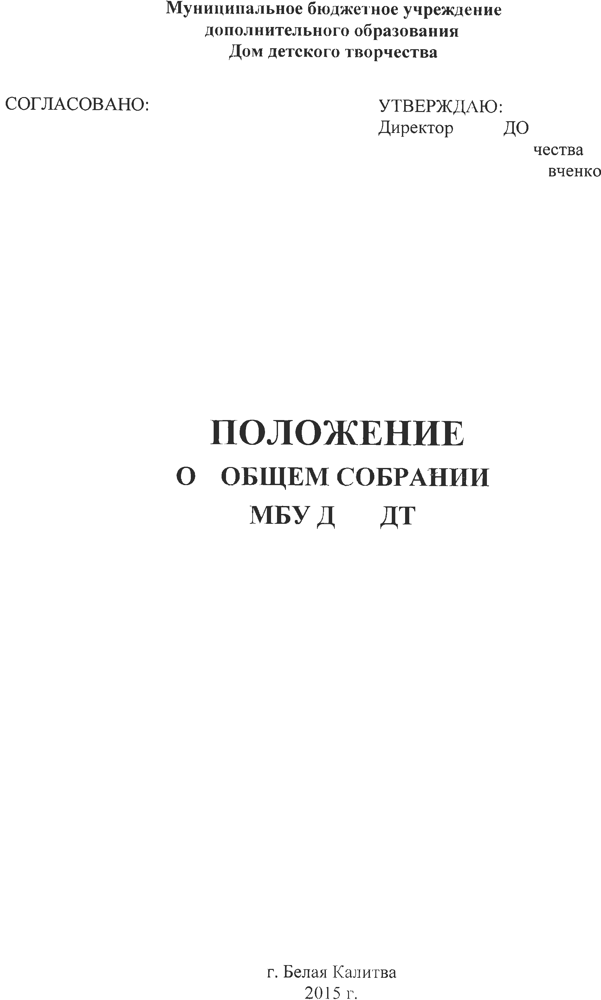 Муниципальное бюджетное учреждение
дополнительного образования
Дом детского творчества
СОГЛАСОВАНО:
УТВЕРЖДАЮ:
Директор ДО
чества
вченко
ПОЛОЖЕНИЕ
О ОБЩЕМ СОБРАНИИ
МБУ Д ДТ
г. Белая Калитва
2015 г.